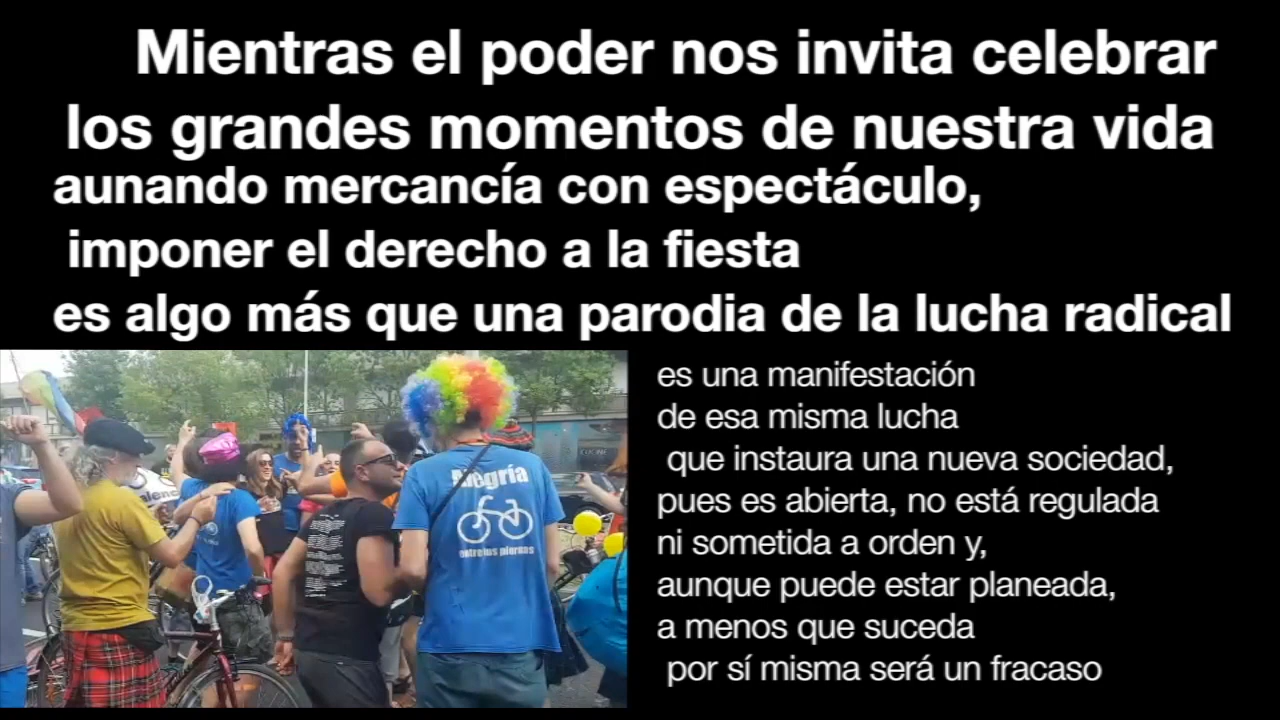 Mientras el poder nos invita celebrar
los grandes momentos de nuestra vida
aunando mercancía con espectáculo,
imponer el derecho a la fiesta
es algo más que una parodia de la lucha radical
es una manifestación
de esa misma lucha
que instaura una nueva sociedad,
pues es abierta, no está regulada
ni sometida a orden y,
aunque puede estar planeada,
a menos que suceda
por sí misma será un fracaso
Alegría
entre las piernas